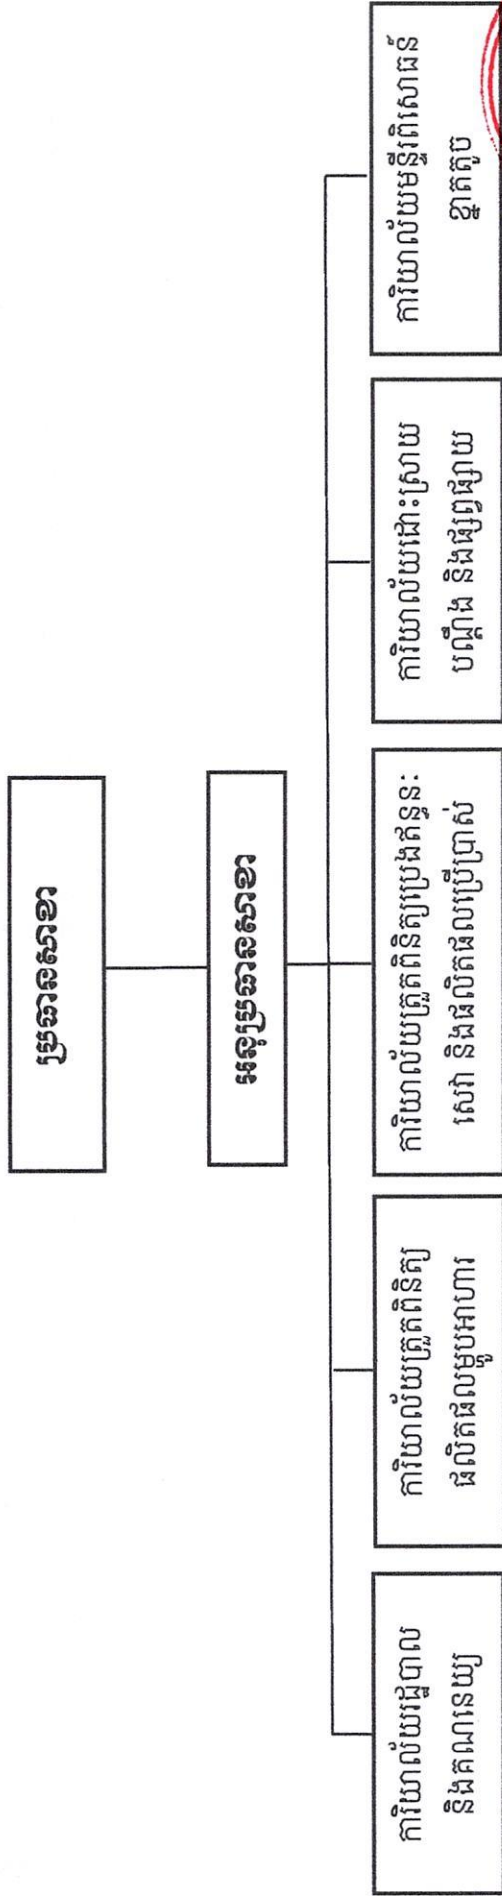 ប្រធានសាខា
អនុប្រធានសាខា
ការិយាល័យរដ្ឋបាល
និងគណនេយ្យ
ការិយាល័យត្រួតពិនិត្យ
ផលិតផលម្ហូបអាហារ
ការិយាល័យត្រួតពិនិត្យប្រេងឥន្ធនៈ
សេវា និងផលិតផលប្រើប្រាស់
ការិយាល័យដោះស្រាយ
បណ្តឹង និងផ្សព្វផ្សាយ
ការិយាល័យមន្ទីរពិសោធន៍
ខ្នាតតូច